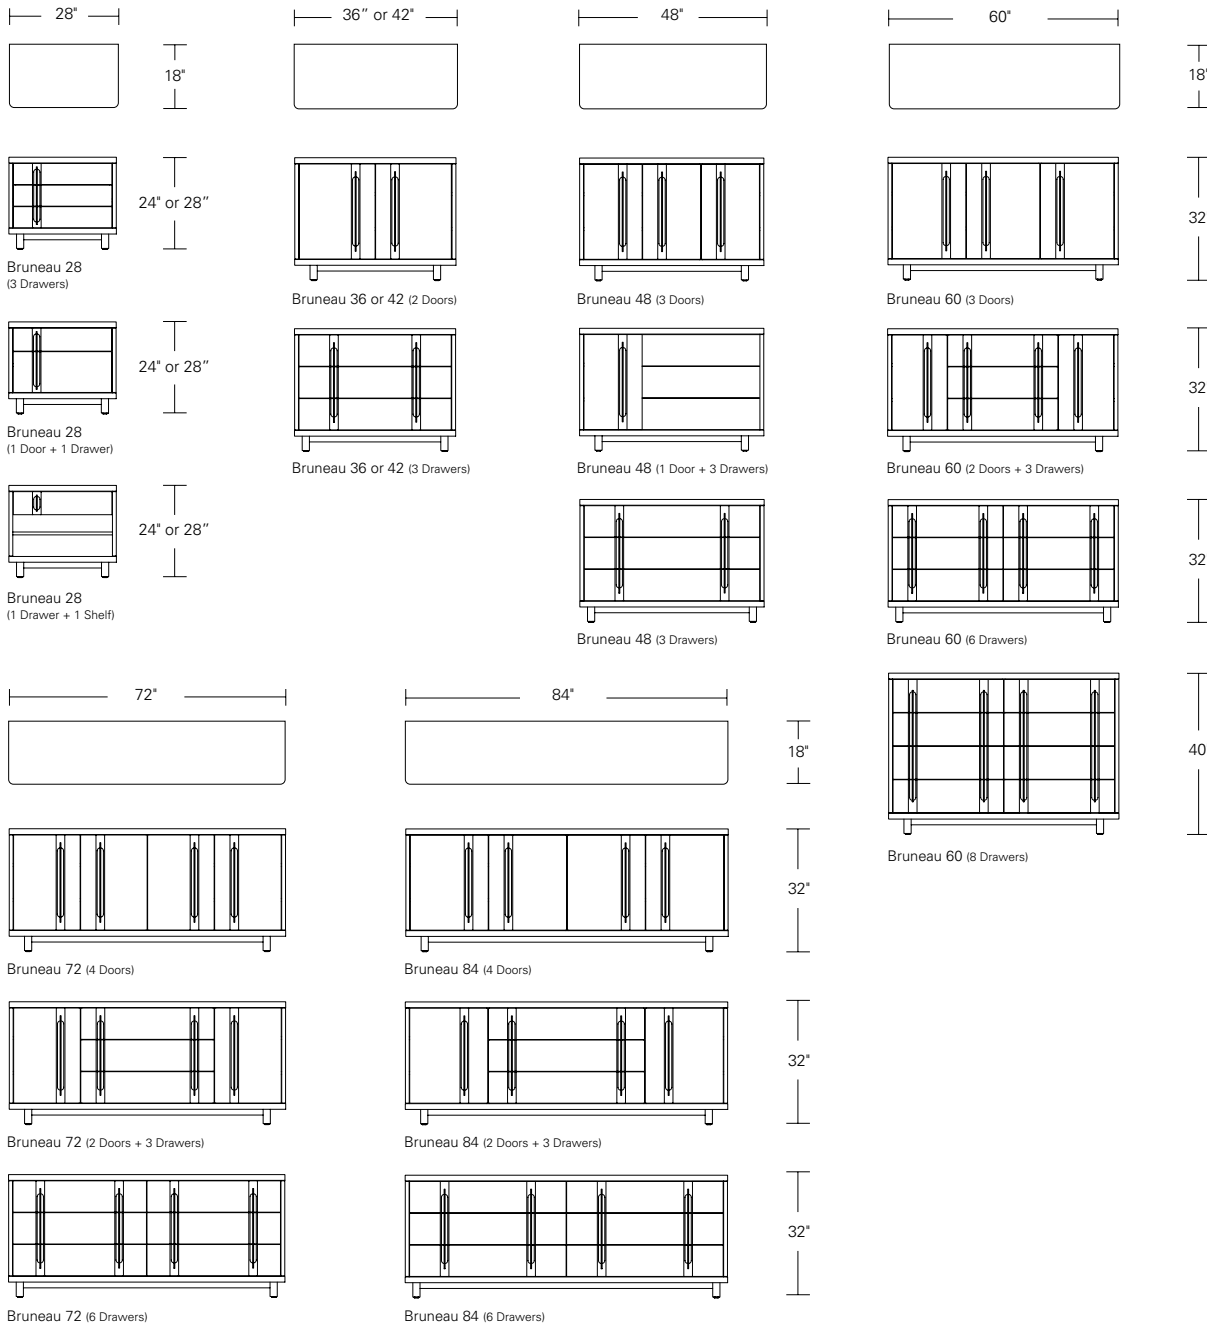 28"
36” or 42"
48"
60"
18"
18"
24" or 28”
Bruneau 28
(3 Drawers)
24" or 28”
Bruneau 28
(1 Door + 1 Drawer)
24" or 28”
Bruneau 28
(1 Drawer + 1 Shelf)
Bruneau 36 or 42 (2 Doors)
Bruneau 36 or 42 (3 Drawers)
Bruneau 48 (3 Doors)
Bruneau 48 (1 Door + 3 Drawers)
Bruneau 48 (3 Drawers)
32
Bruneau 60 (3 Doors)
32
Bruneau 60 (2 Doors + 3 Drawers)
32
Bruneau 60 (6 Drawers)
40
Bruneau 60 (8 Drawers)
72"
84"
18"
Bruneau 72 (4 Doors)
Bruneau 84 (4 Doors)
32"
Bruneau 72 (2 Doors + 3 Drawers)
Bruneau 84 (2 Doors + 3 Drawers)
32"
Bruneau 72 (6 Drawers)
Bruneau 84 (6 Drawers)
32"